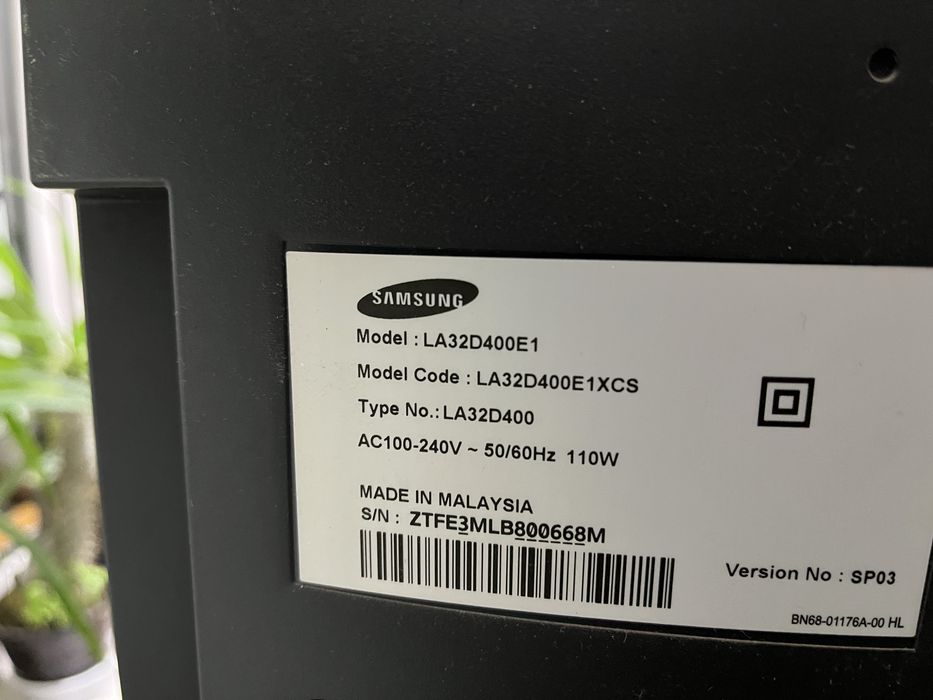 SAMSUNG
Model : LA32D400E1
Model Code : LA32D400E1XCS
Type No.: LA32D400
AC100-240V ~ 50/60Hz 110W
MADE IN MALAYSIA
S/N : ZTFE3MLB800668M
Version No : SP03
BN68-01176A-00 HL